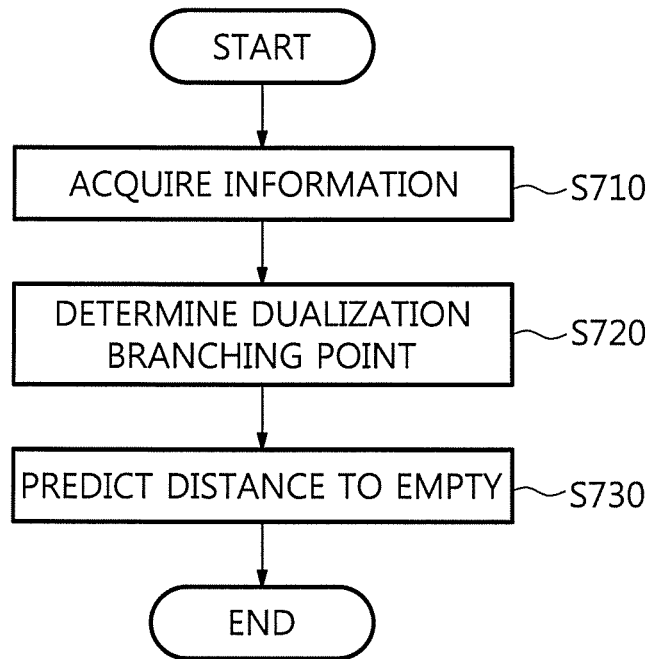 START
ACQUIRE INFORMATION
S710
DETERMINE DUALIZATION
BRANCHING POINT
S720
PREDICT DISTANCE TO EMPTY
S730
END